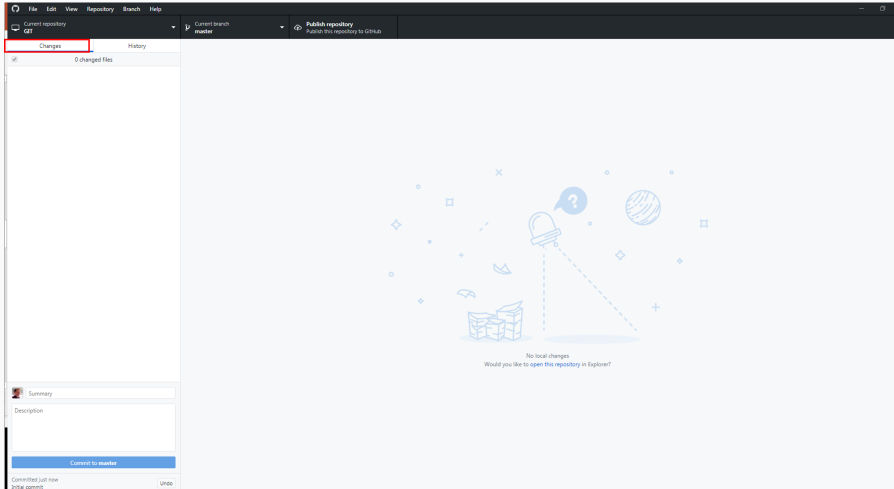 File Edit View Repository Branch Help
Current repository
GIT
Current branch
master
Publish repository
Publish this repository to GitHub
Changes History
0 changed files
?
No local changes
Would you like to open this repository in Explorer?
Summary
Description
Commit to master
Committed just now
Initial commit
Undo